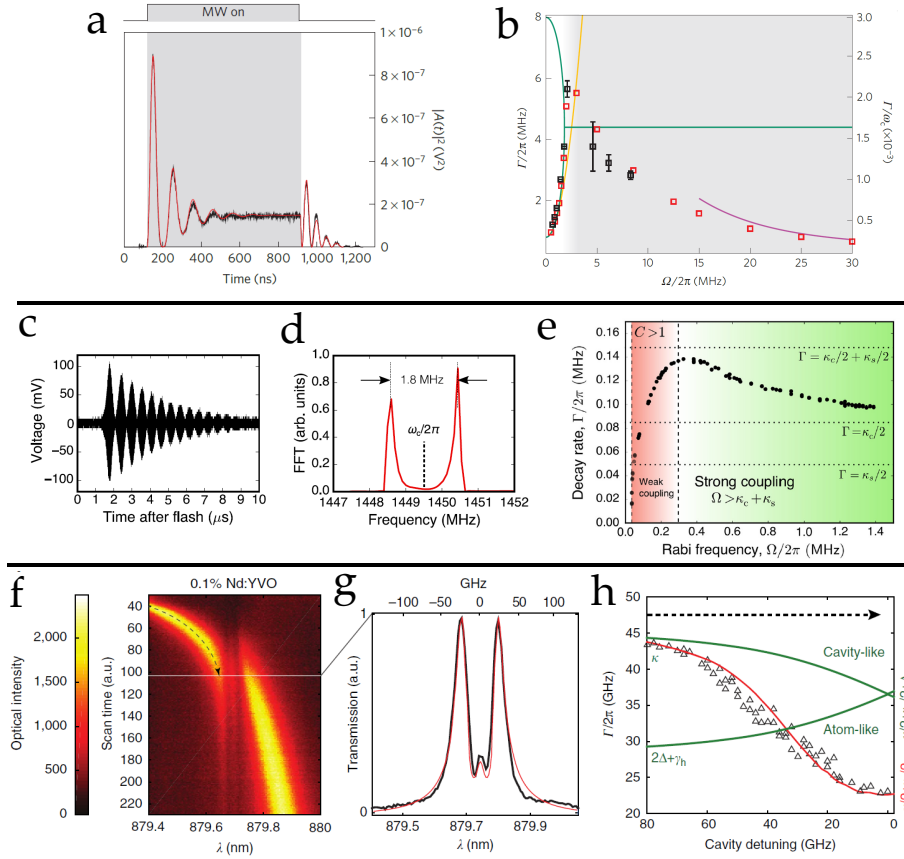 MW on
a
1×10⁻⁶
8×10⁻⁷
6×10⁻⁷
4×10⁻⁷
2×10⁻⁷
0
|A(t)|² (V²)
0 200 400 600 800 1,000 1,200
Time (ns)
b
8
6
4
2
Γ/2π (MHz)
3.0
2.5
2.0
1.5
1.0
0.5
Γ/ω꜀ (×10⁻³)
0 5 10 15 20 25 30
Ω/2π (MHz)
c
100
50
0
−50
−100
Voltage (mV)
0 1 2 3 4 5 6 7 8 9 10
Time after flash (μs)
d
1.0
0.8
0.6
0.4
0.2
0.0
FFT (arb. units)
1.8 MHz
ω꜀/2π
1447 1448 1449 1450 1451 1452
Frequency (MHz)
e
0.16
0.14
0.12
0.10
0.08
0.06
0.04
0.02
0.00
Decay rate, Γ/2π (MHz)
C>1
Γ=κ꜀/2+κₛ/2
Γ=κ꜀/2
Γ=κₛ/2
Weak
coupling
Strong coupling
Ω>κ꜀+κₛ
0.2 0.4 0.6 0.8 1.0 1.2 1.4
Rabi frequency, Ω/2π (MHz)
f
0.1% Nd:YVO
2,000
1,500
1,000
500
0
Optical intensity
40
60
80
100
120
140
160
180
200
220
Scan time (a.u.)
879.4 879.6 879.8 880
λ (nm)
g
GHz
−100 −50 0 50 100
1
0
Transmission (a.u.)
879.5 879.7 879.9
λ (nm)
h
50
45
40
35
30
25
20
Γ/2π (GHz)
κ
Cavity-like
Atom-like
2Δ+γₕ
80 60 40 20 0
Cavity detuning (GHz)